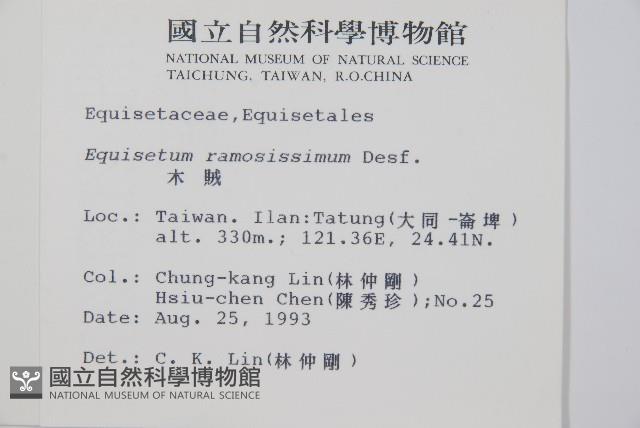 國立自然科學博物館
NATIONAL MUSEUM OF NATURAL SCIENCE
TAICHUNG, TAIWAN, R.O.CHINA
Equisetaceae,Equisetales
Equisetum ramosissimum Desf.
木賊
Loc.: Taiwan. Ilan:Tatung(大同-崙埤)
alt. 330m.; 121.36E, 24.41N.
Col.: Chung-kang Lin(林仲剛)
Hsiu-chen Chen(陳秀珍);No.25
Date: Aug. 25, 1993
Det.: C. K. Lin(林仲剛)
國立自然科學博物館
NATIONAL MUSEUM OF NATURAL SCIENCE